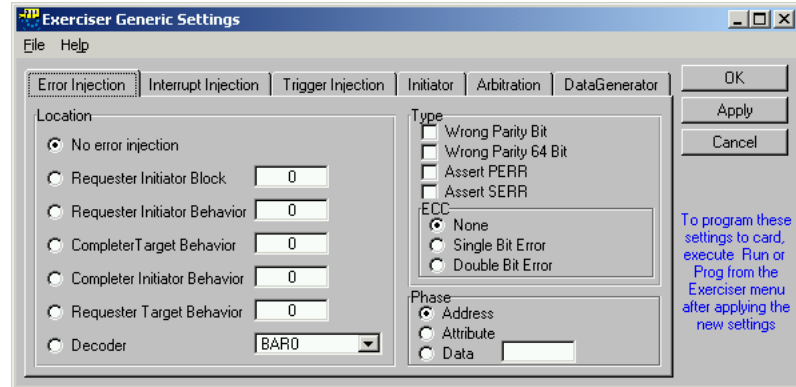 Exerciser Generic Settings
File Help
Error Injection Interrupt Injection Trigger Injection Initiator Arbitration DataGenerator
Location
No error injection
Requester Initiator Block 0
Requester Initiator Behavior 0
CompleterTarget Behavior 0
Completer Initiator Behavior 0
Requester Target Behavior 0
Decoder BAR0
Type
Wrong Parity Bit
Wrong Parity 64 Bit
Assert PERR
Assert SERR
ECC
None
Single Bit Error
Double Bit Error
Phase
Address
Attribute
Data
OK
Apply
Cancel
To program these
settings to card,
execute Run or
Prog from the
Exerciser menu
after applying the
new settings